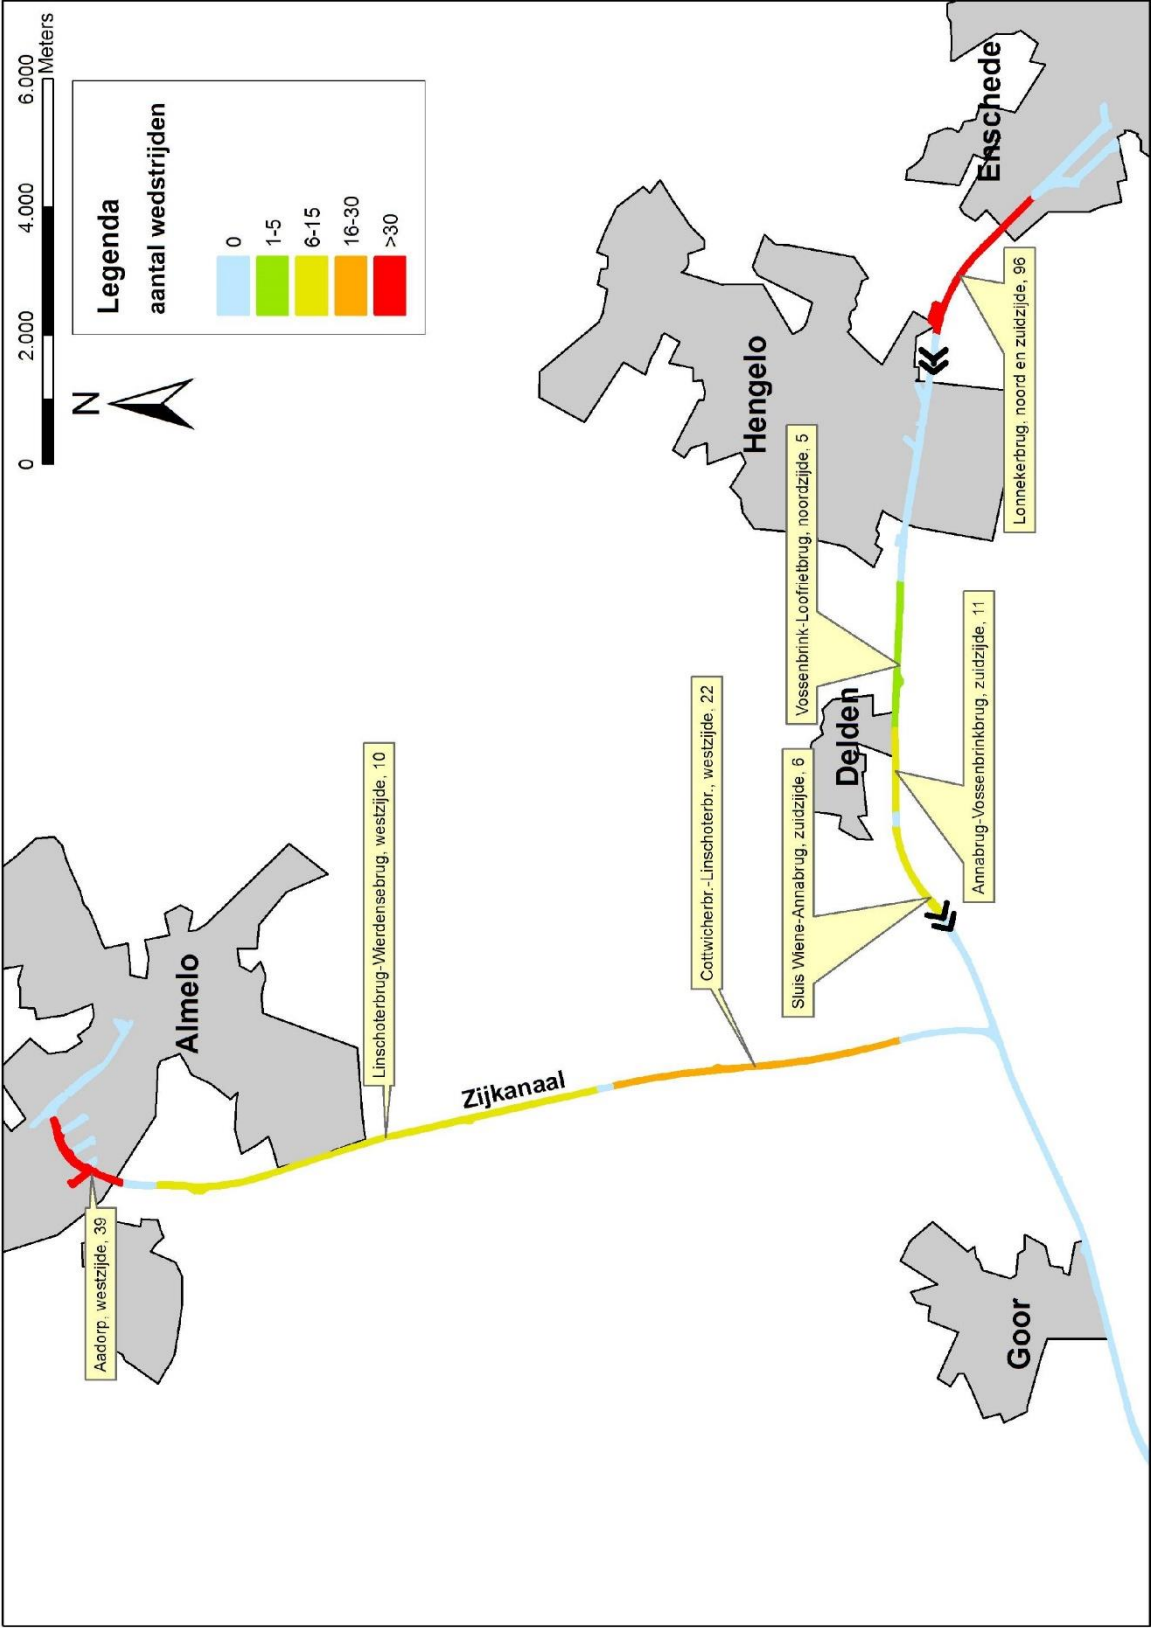 0
2.000
4.000
6.000
Meters
N
Legenda
aantal wedstrijden
0
1-5
6-15
16-30
>30
Aadorp, westzijde, 39
Almelo
Linschoterbrug-Wierdensebrug, westzijde, 10
Zijkanaal
Cottwicherbr.-Linschoterbr., westzijde, 22
Hengelo
Vossenbrink-Loofrietbrug, noordzijde, 5
Sluis Wiene-Annabrug, zuidzijde, 6
Delden
Annabrug-Vossenbrinkbrug, zuidzijde, 11
Enschede
Lonnekerbrug, noord en zuidzijde, 96
Goor